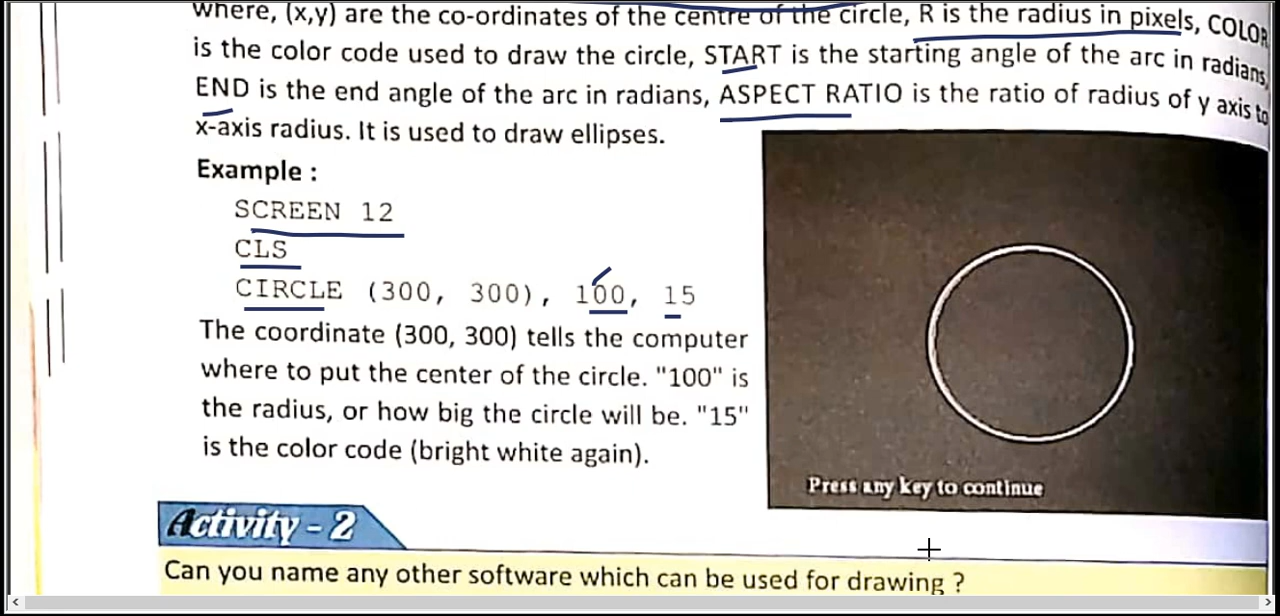 where, (x,y) are the co-ordinates of the centre of the circle, R is the radius in pixels, COLOR
is the color code used to draw the circle, START is the starting angle of the arc in radians,
END is the end angle of the arc in radians, ASPECT RATIO is the ratio of radius of y axis to
x-axis radius. It is used to draw ellipses.
Example :
SCREEN 12
CLS
CIRCLE (300, 300), 100, 15
The coordinate (300, 300) tells the computer
where to put the center of the circle. "100" is
the radius, or how big the circle will be. "15"
is the color code (bright white again).
Press any key to continue
Activity - 2
Can you name any other software which can be used for drawing ?